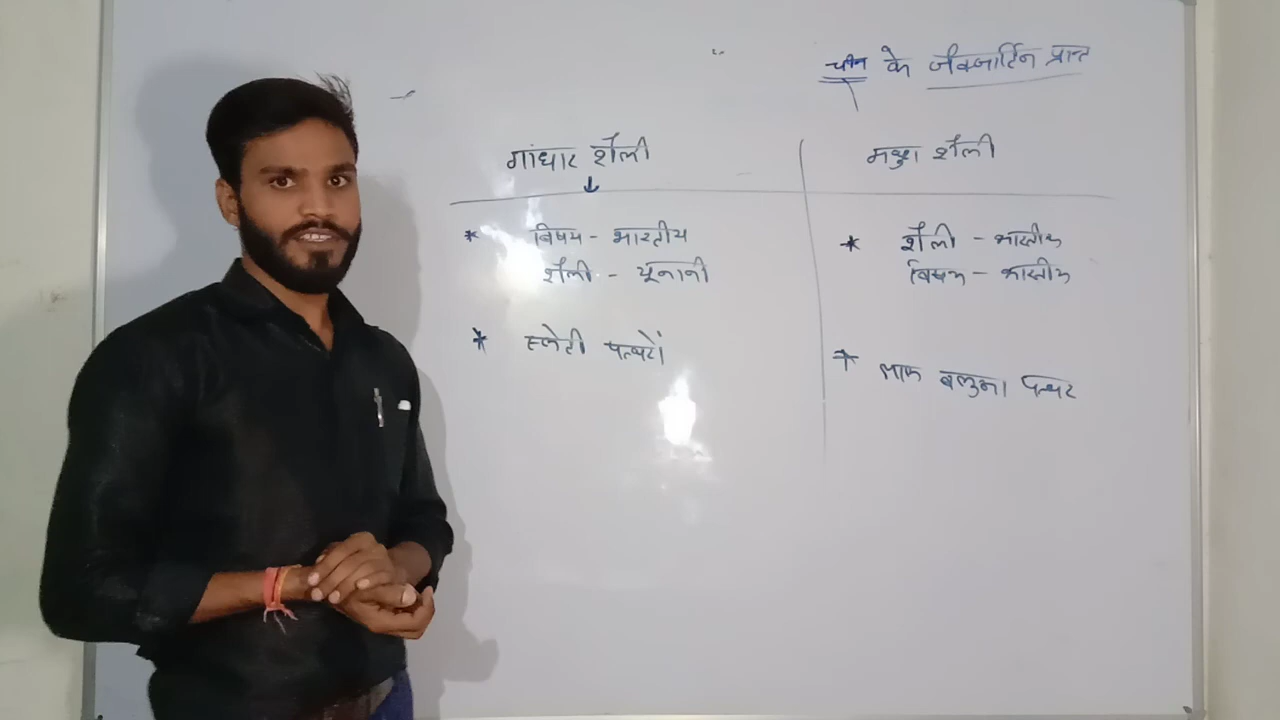 चीन के जैक्जार्टिन प्रान्त
गांधार शैली
मथुरा शैली
* विषय - भारतीय
शैली - यूनानी
* शैली - भारतीय
विषय - भारतीय
* स्लेटी पत्थरों
* लाल बलुआ पत्थर